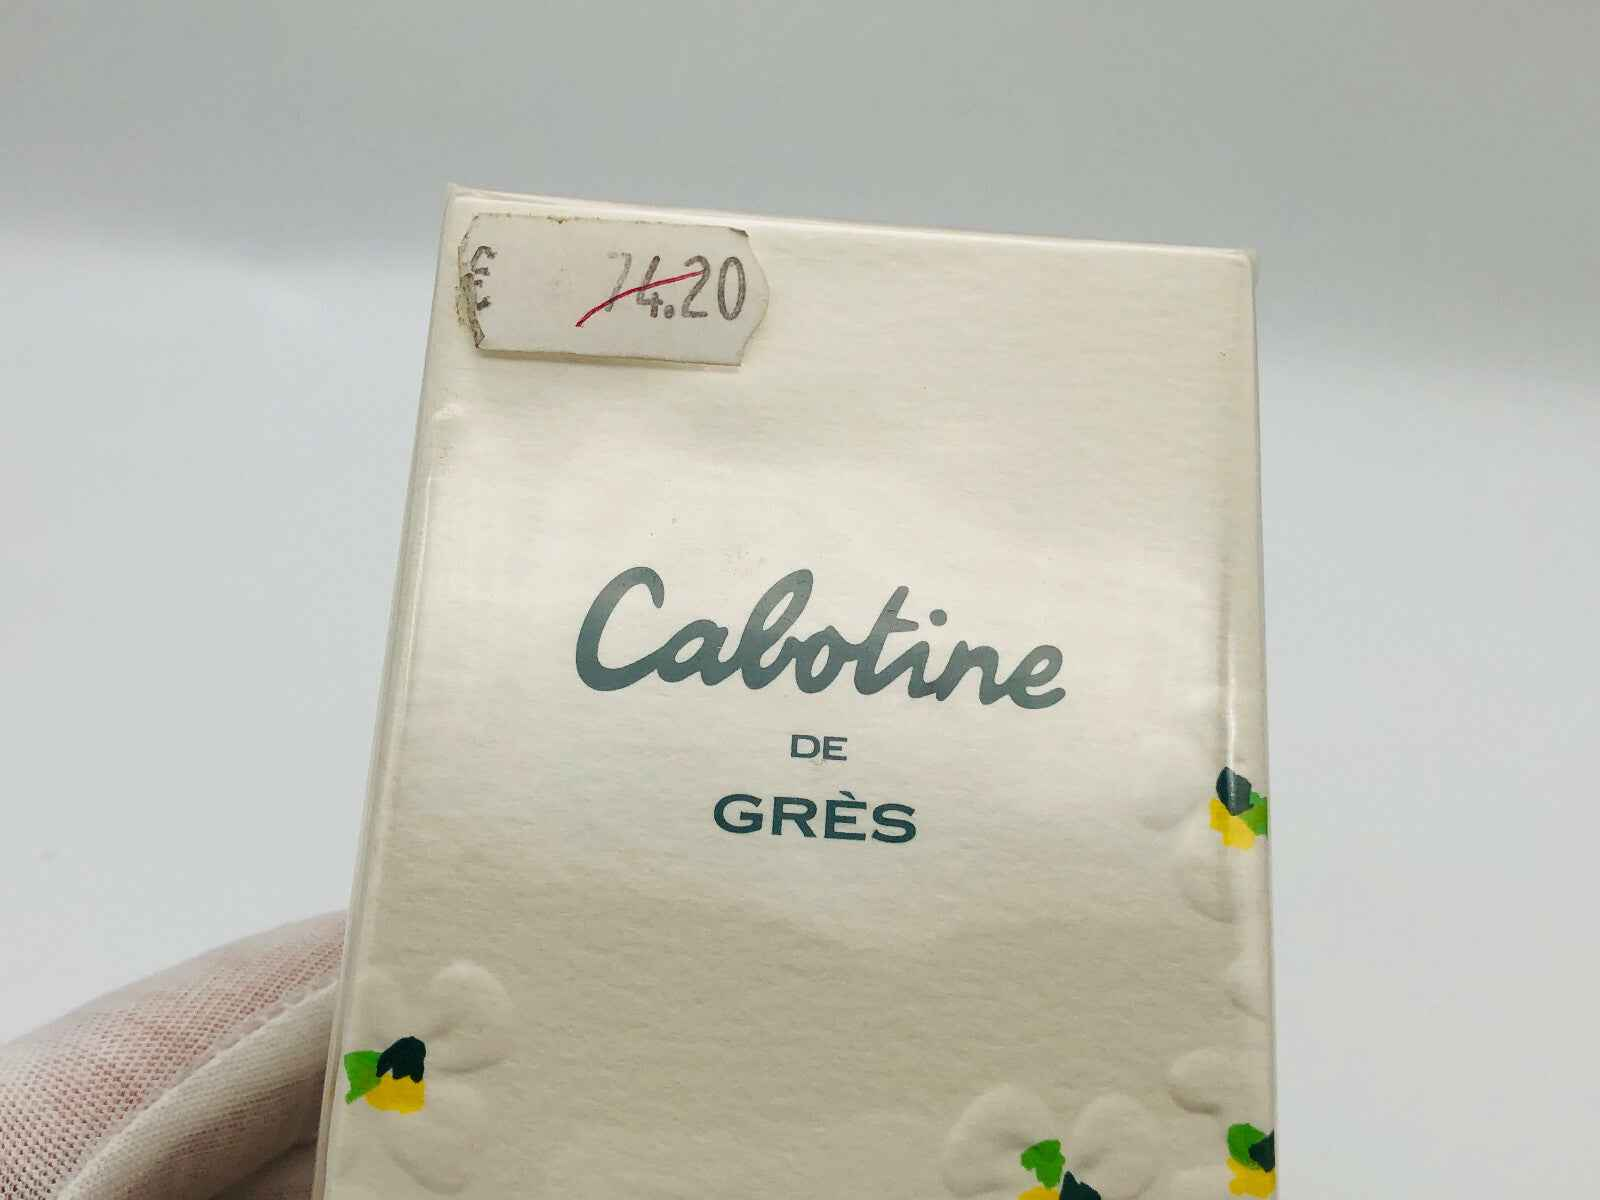 € 74.20
Cabotine
DE
GRÈS